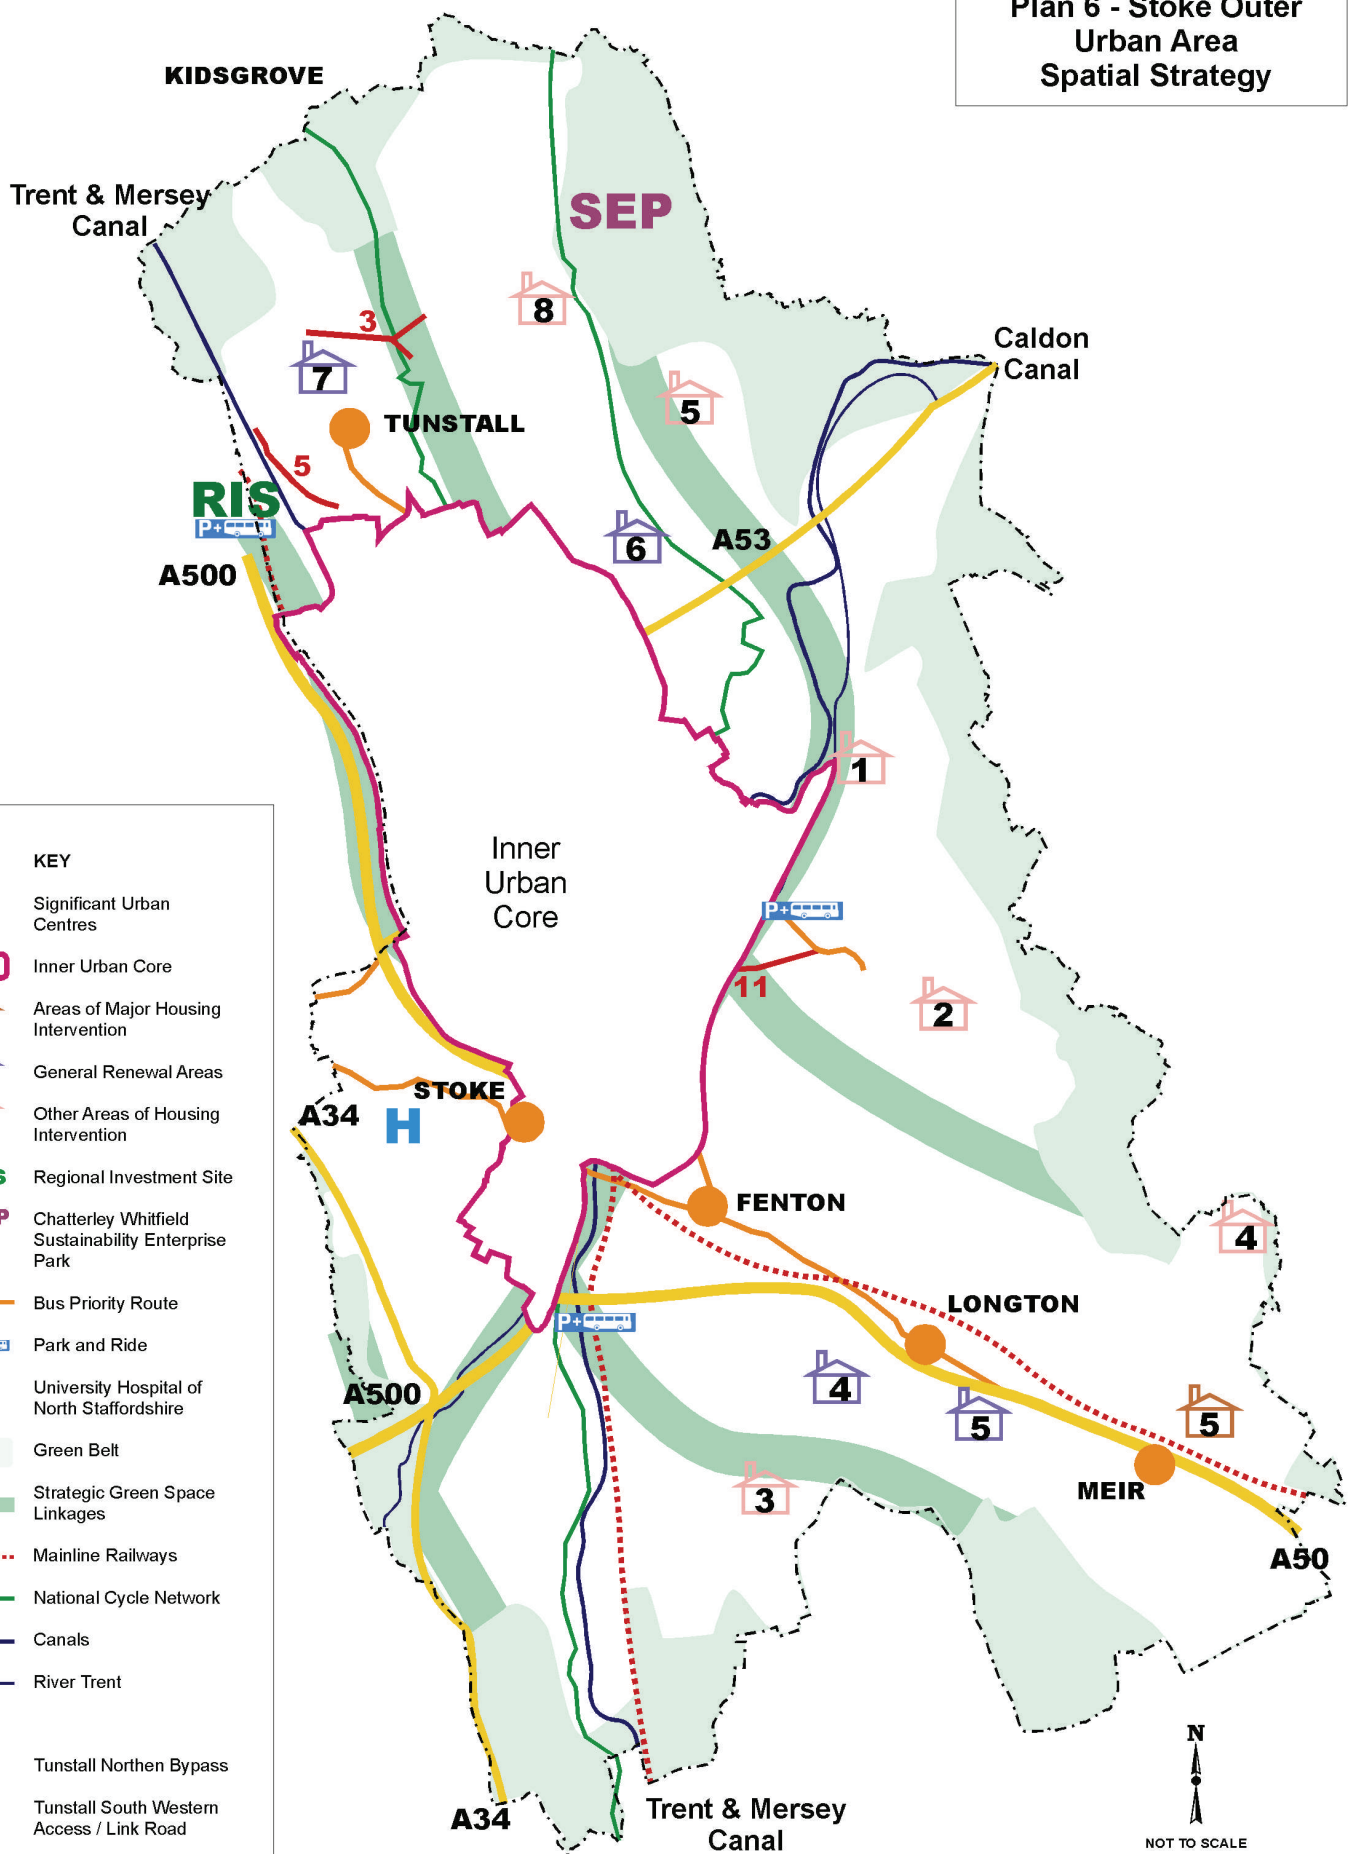 Plan 6 - Stoke Outer
Urban Area
Spatial Strategy
KIDSGROVE
Trent & Mersey
Canal
SEP
8
3
7
Caldon
Canal
5
TUNSTALL
5
RIS
P+
6
A53
A500
1
Inner
Urban
Core
P+
11
2
STOKE
A34
H
FENTON
4
LONGTON
P+
A500
4
5
5
3
MEIR
A50
A34
Trent & Mersey
Canal
N
NOT TO SCALE
KEY
Significant Urban
Centres
Inner Urban Core
Areas of Major Housing
Intervention
General Renewal Areas
Other Areas of Housing
Intervention
Regional Investment Site
Chatterley Whitfield
Sustainability Enterprise
Park
Bus Priority Route
Park and Ride
University Hospital of
North Staffordshire
Green Belt
Strategic Green Space
Linkages
Mainline Railways
National Cycle Network
Canals
River Trent
Tunstall Northen Bypass
Tunstall South Western
Access / Link Road